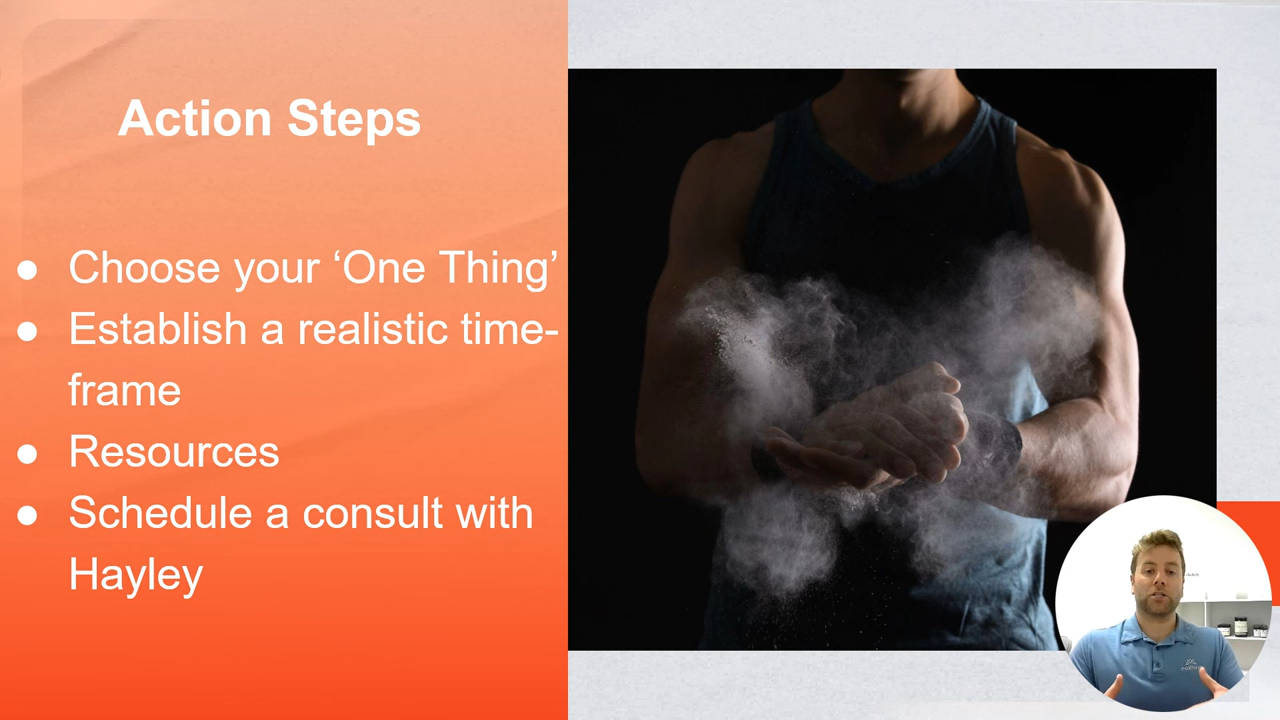 Action Steps
● Choose your ‘One Thing’
● Establish a realistic time-
frame
● Resources
● Schedule a consult with
Hayley